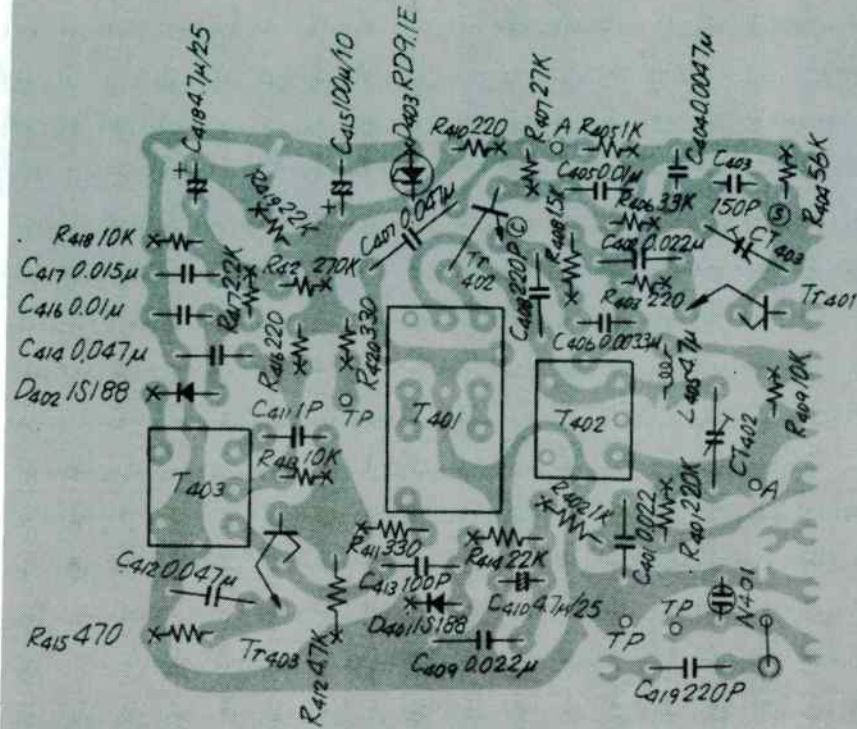 C418 4.7μ/25
C415 100μ/10
D403 RD9.1E
R410 220
R407 27K
A
R405 1K
C404 0.0047μ
C403
150P
R404 56K
S
C405 0.01μ
R406 3.3K
R419 22K
C407 0.047μ
C
R408 15K
C402 0.022μ
CT
403
R418 10K
C417 0.015μ
R417 2.2K
R42 270K
Tr
402
C408 220P
R403 220
Tr401
C416 0.01μ
C406 0.0033μ
C414 0.047μ
R416 220
R420 330
L405 47μ
D402 1S188
TP
T401
T402
R409 10K
C411 1P
CT402
T403
R413 10K
A
R402 1K
C401 0.022
R401 220K
R411 330
R414 22K
C412 0.047μ
C413 100P
C410 4.7μ/25
N401
D401 1S188
TP
TP
R415 470
Tr403
R412 4.7K
C409 0.022μ
C419 220P